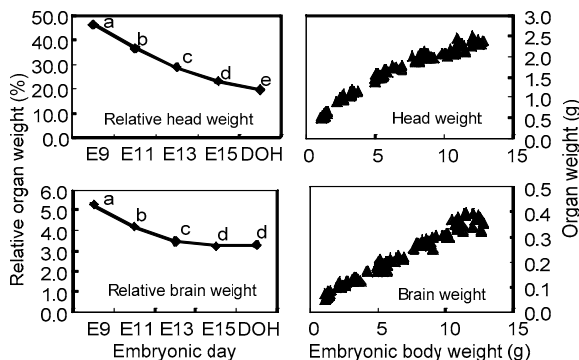 50.0
40.0
30.0
20.0
10.0
0.0
a
b
c
d
e
Relative head weight
E9 E11 E13 E15 DOH
3.0
2.5
2.0
1.5
1.0
0.5
0.0
Head weight
0 5 10 15
6.0
5.0
4.0
3.0
2.0
1.0
0.0
a
b
c
d
d
Relative brain weight
E9 E11 E13 E15 DOH
Embryonic day
Relative organ weight (%)
0.5
0.4
0.3
0.2
0.1
0.0
Brain weight
0 5 10 15
Embryonic body weight (g)
Organ weight (g)